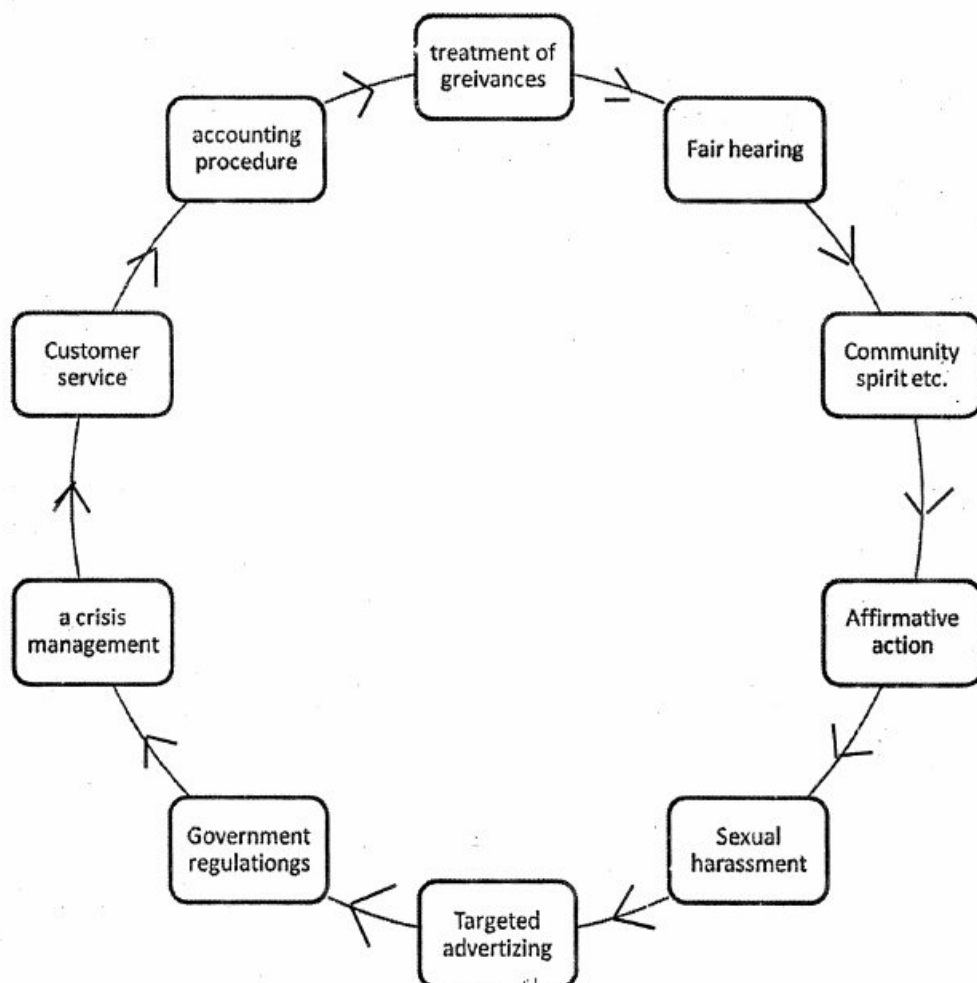 treatment of
greivances
Fair hearing
Community
spirit etc.
Affirmative
action
Sexual
harassment
Targeted
advertizing
Government
regulationgs
a crisis
management
Customer
service
accounting
procedure